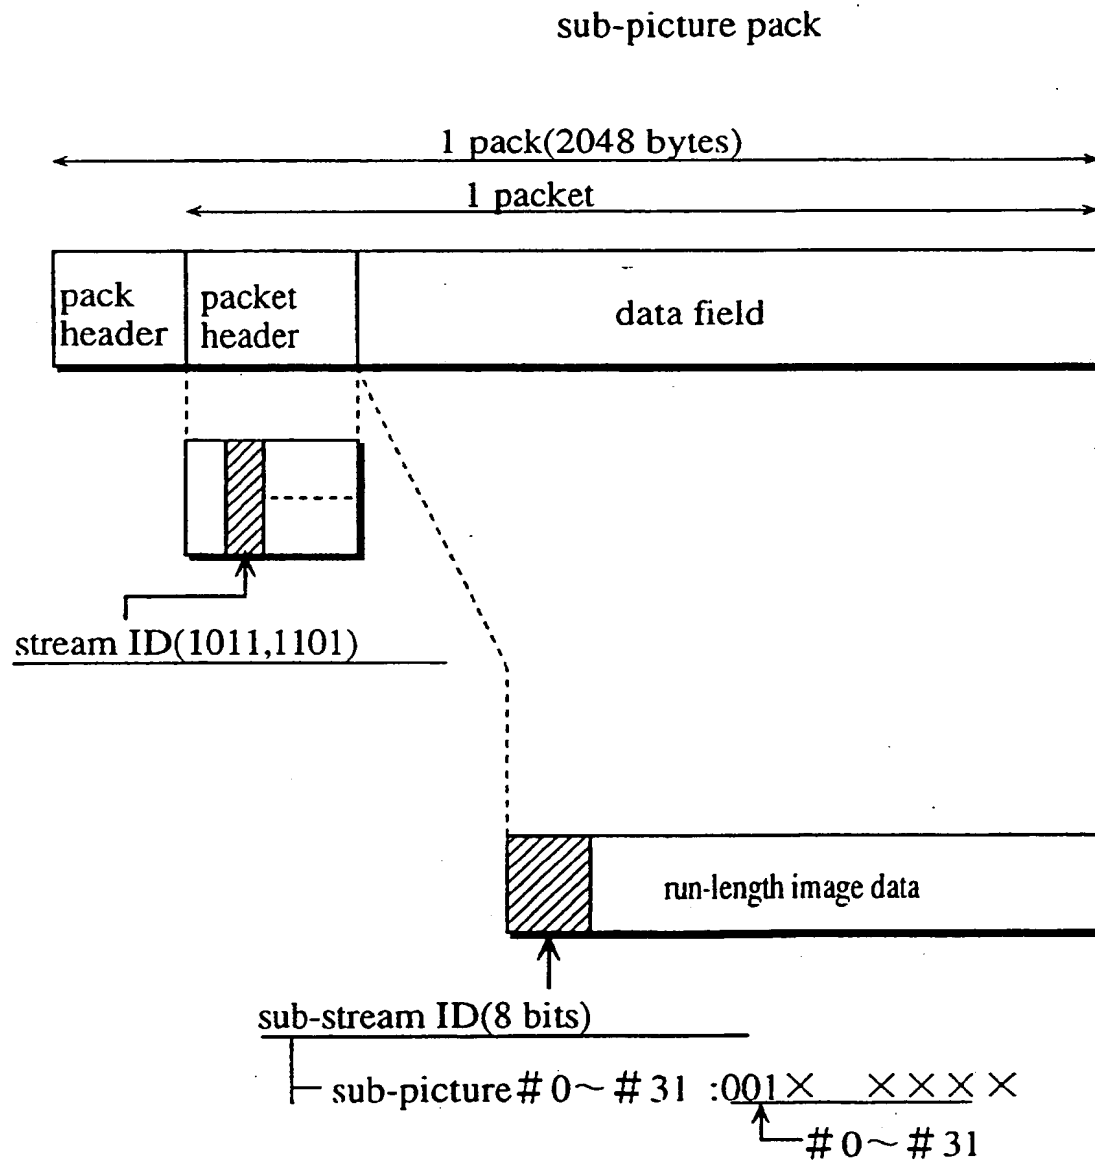 sub-picture pack
1 pack(2048 bytes)
1 packet
pack header
packet header
data field
stream ID(1011,1101)
run-length image data
sub-stream ID(8 bits)
sub-picture # 0~ # 31 :001× ××××
# 0~ # 31